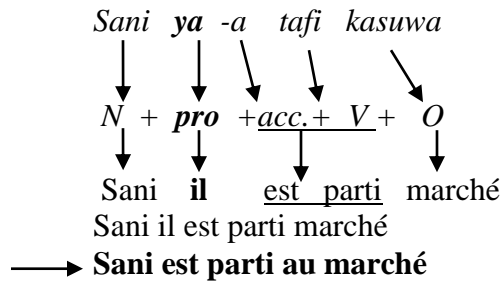 Sani ya -a tafi kasuwa
N + pro +acc.+ V + O
Sani il est parti marché
Sani il est parti marché
Sani est parti au marché